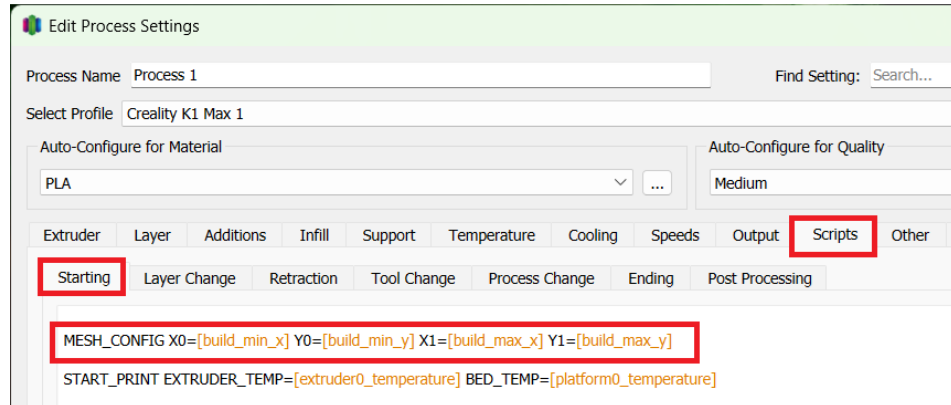 Edit Process Settings
Process Name Process 1 Find Setting: Search...
Select Profile Creality K1 Max 1
Auto-Configure for Material Auto-Configure for Quality
PLA ... Medium
Extruder Layer Additions Infill Support Temperature Cooling Speeds Output Scripts Other
Starting Layer Change Retraction Tool Change Process Change Ending Post Processing
MESH_CONFIG X0=[build_min_x] Y0=[build_min_y] X1=[build_max_x] Y1=[build_max_y]
START_PRINT EXTRUDER_TEMP=[extruder0_temperature] BED_TEMP=[platform0_temperature]